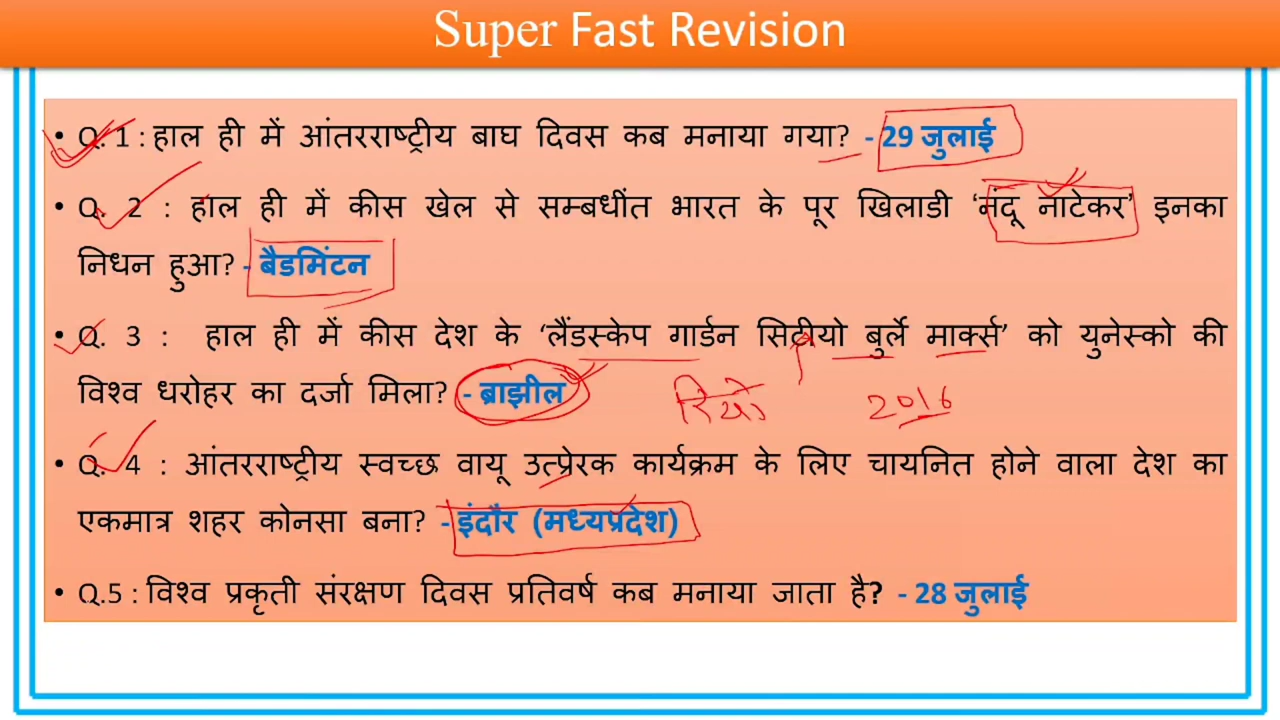 Super Fast Revision
• Q. 1 : हाल ही में आंतरराष्ट्रीय बाघ दिवस कब मनाया गया? - 29 जुलाई
• Q. 2 : हाल ही में कीस खेल से सम्बधींत भारत के पूर खिलाडी ‘नंदू नाटेकर’ इनका
निधन हुआ? - बैडमिंटन
• Q. 3 : हाल ही में कीस देश के ‘लैंडस्केप गार्डन सिटीयो बुर्ले मार्क्स’ को युनेस्को की
विश्व धरोहर का दर्जा मिला? - ब्राझील
रियो 2016
• Q. 4 : आंतरराष्ट्रीय स्वच्छ वायू उत्प्रेरक कार्यक्रम के लिए चायनित होने वाला देश का
एकमात्र शहर कोनसा बना? - इंदौर (मध्यप्रदेश)
• Q.5 : विश्व प्रकृती संरक्षण दिवस प्रतिवर्ष कब मनाया जाता है? - 28 जुलाई